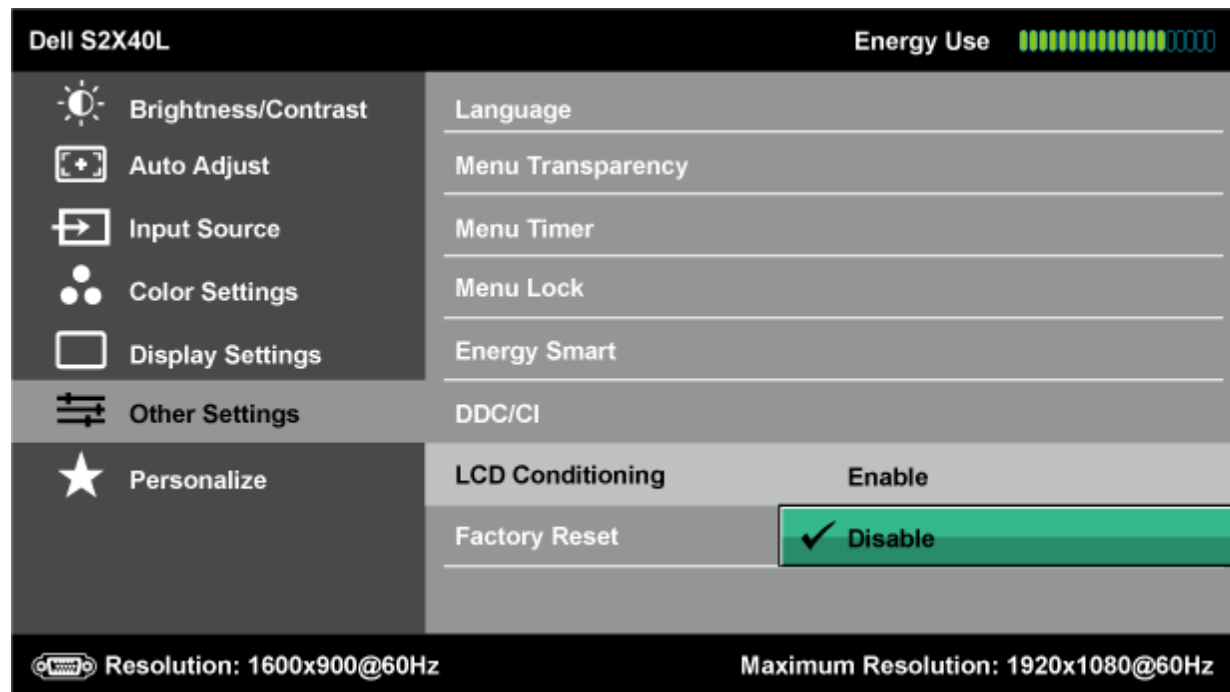 Dell S2X40L Energy Use
Brightness/Contrast
Auto Adjust
Input Source
Color Settings
Display Settings
Other Settings
Personalize
Language
Menu Transparency
Menu Timer
Menu Lock
Energy Smart
DDC/CI
LCD Conditioning Enable
Factory Reset Disable
Resolution: 1600x900@60Hz Maximum Resolution: 1920x1080@60Hz